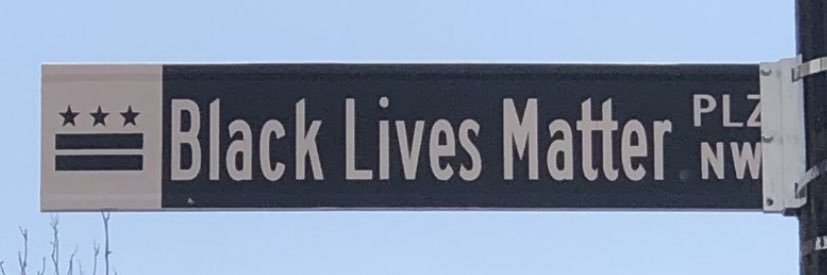 Black Lives Matter PLZ NW